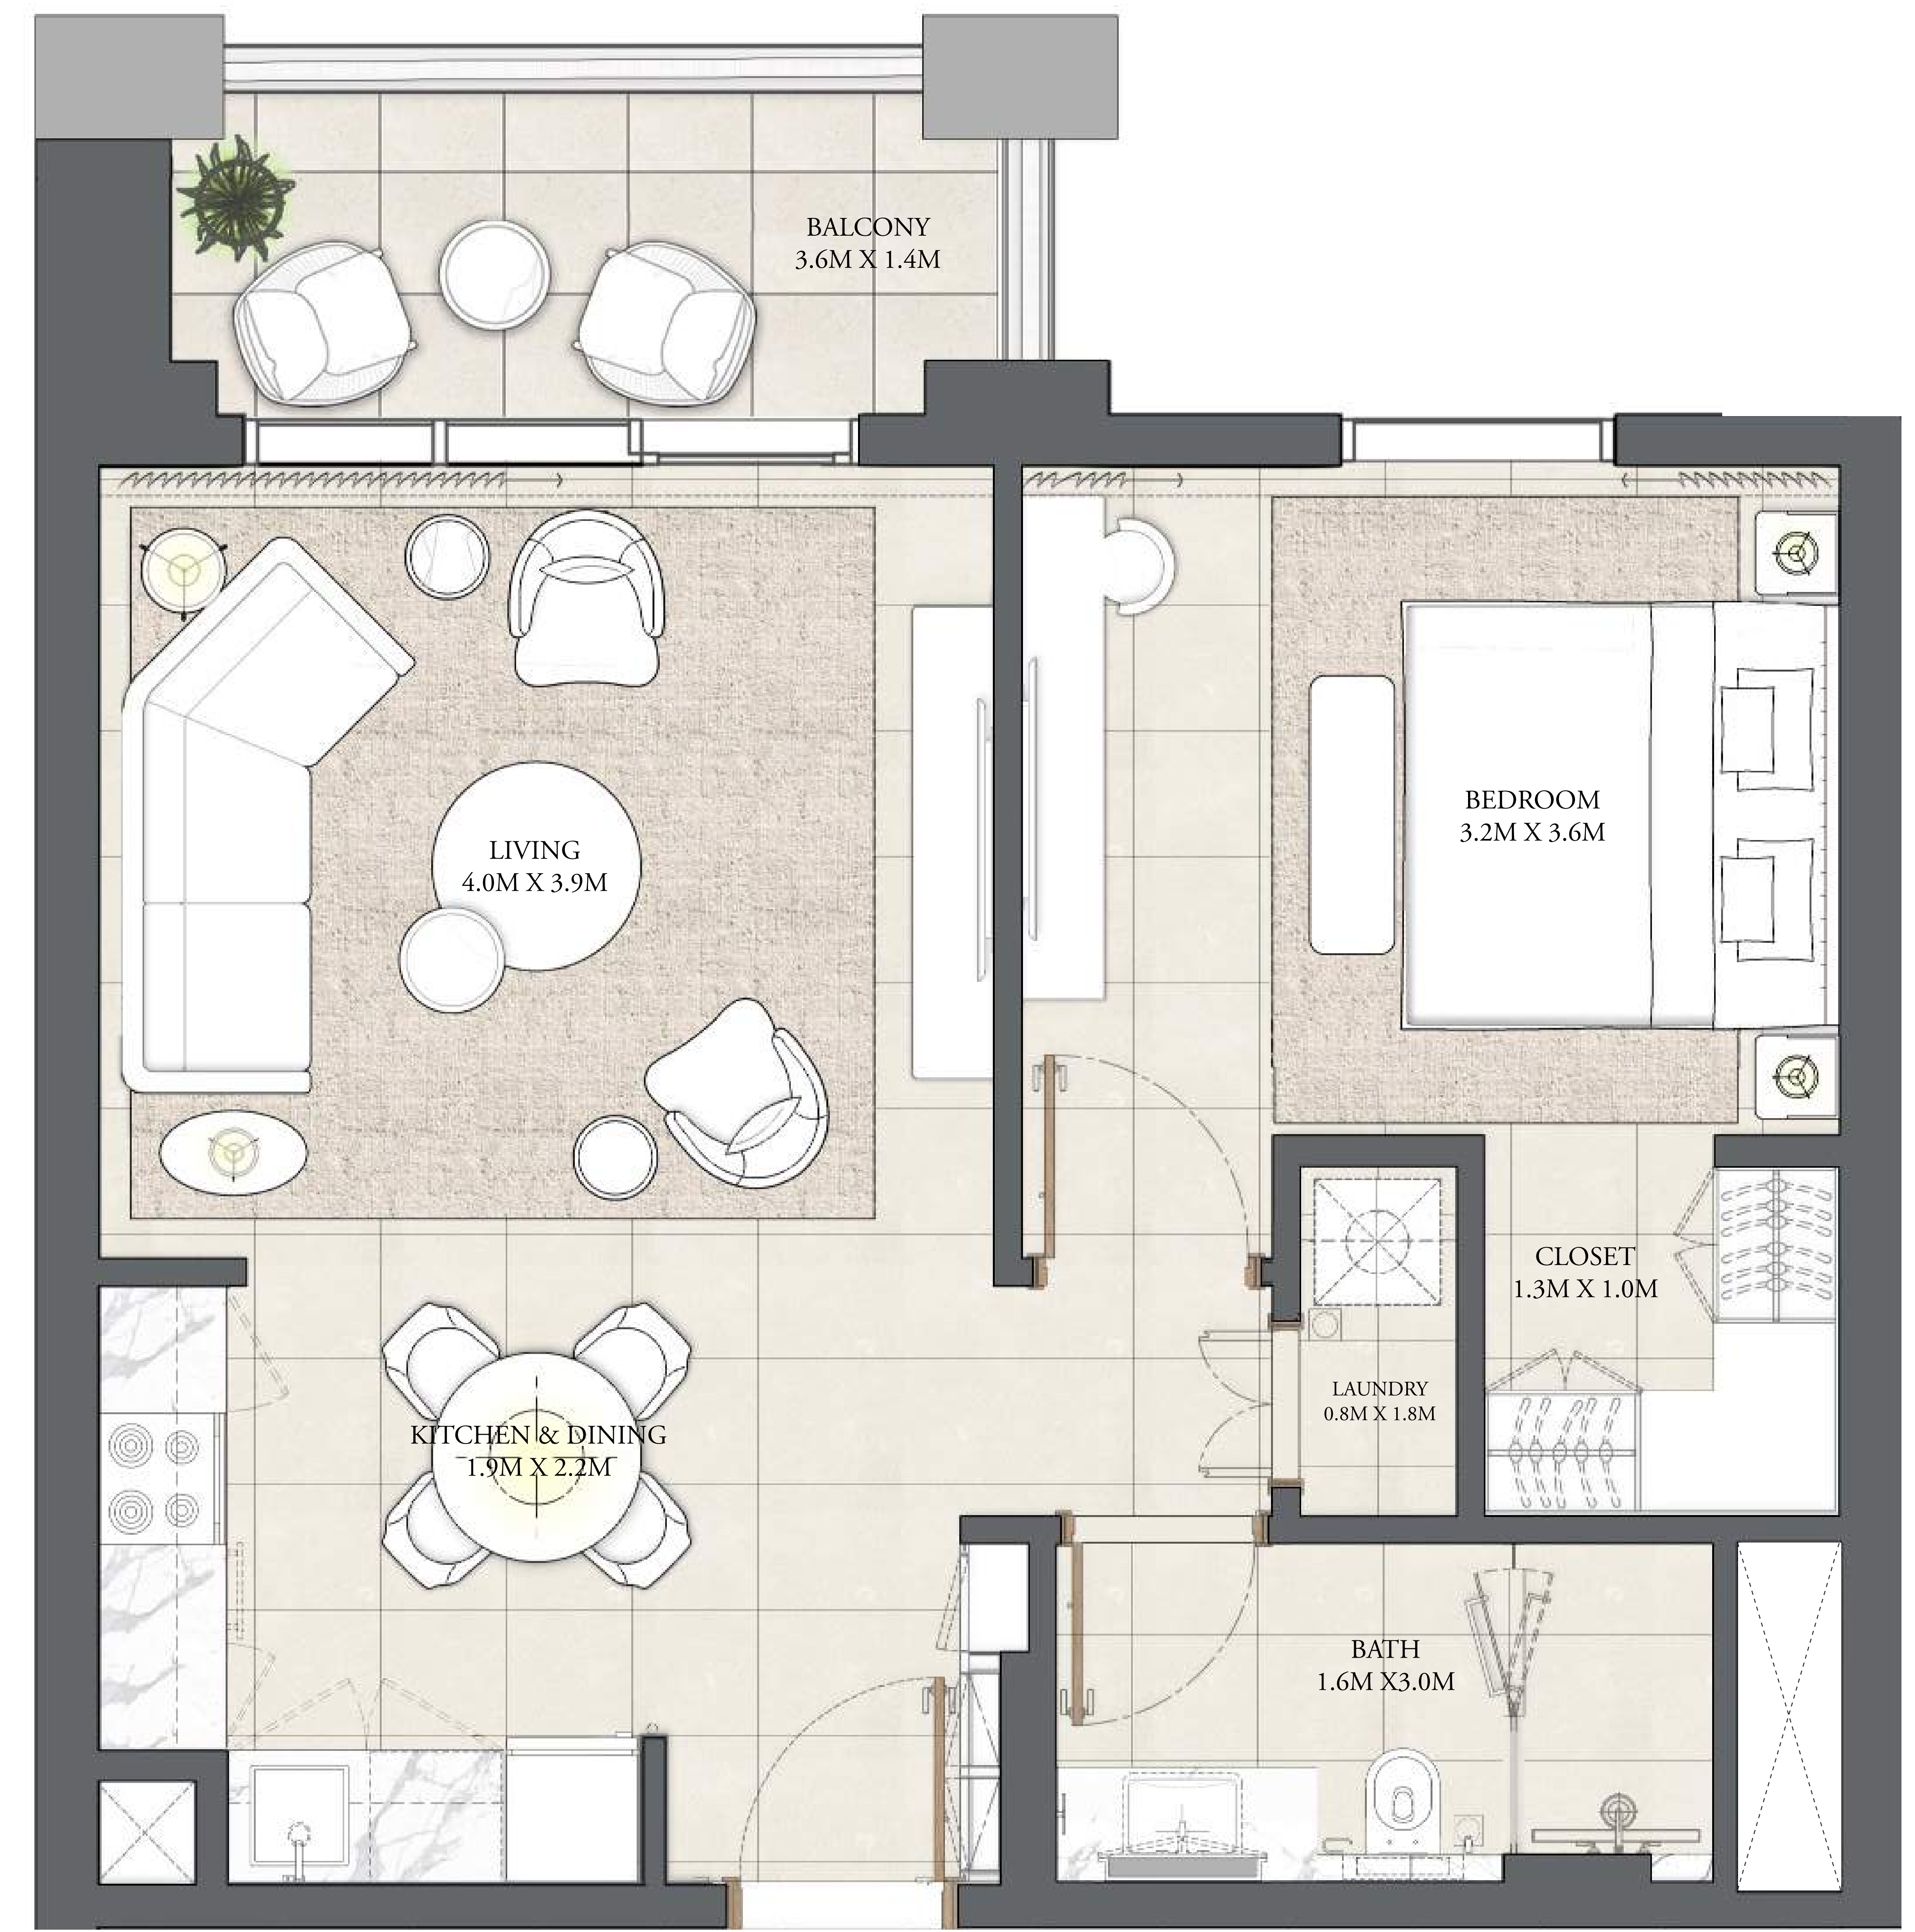 BALCONY
3.6M X 1.4M
LIVING
4.0M X 3.9M
BEDROOM
3.2M X 3.6M
CLOSET
1.3M X 1.0M
LAUNDRY
0.8M X 1.8M
KITCHEN & DINING
1.9M X 2.2M
BATH
1.6M X3.0M